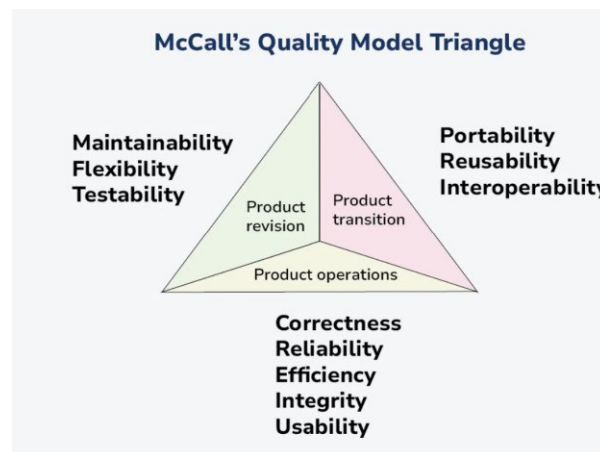 McCall's Quality Model Triangle
Maintainability
Flexibility
Testability
Portability
Reusability
Interoperability
Product
revision
Product
transition
Product operations
Correctness
Reliability
Efficiency
Integrity
Usability